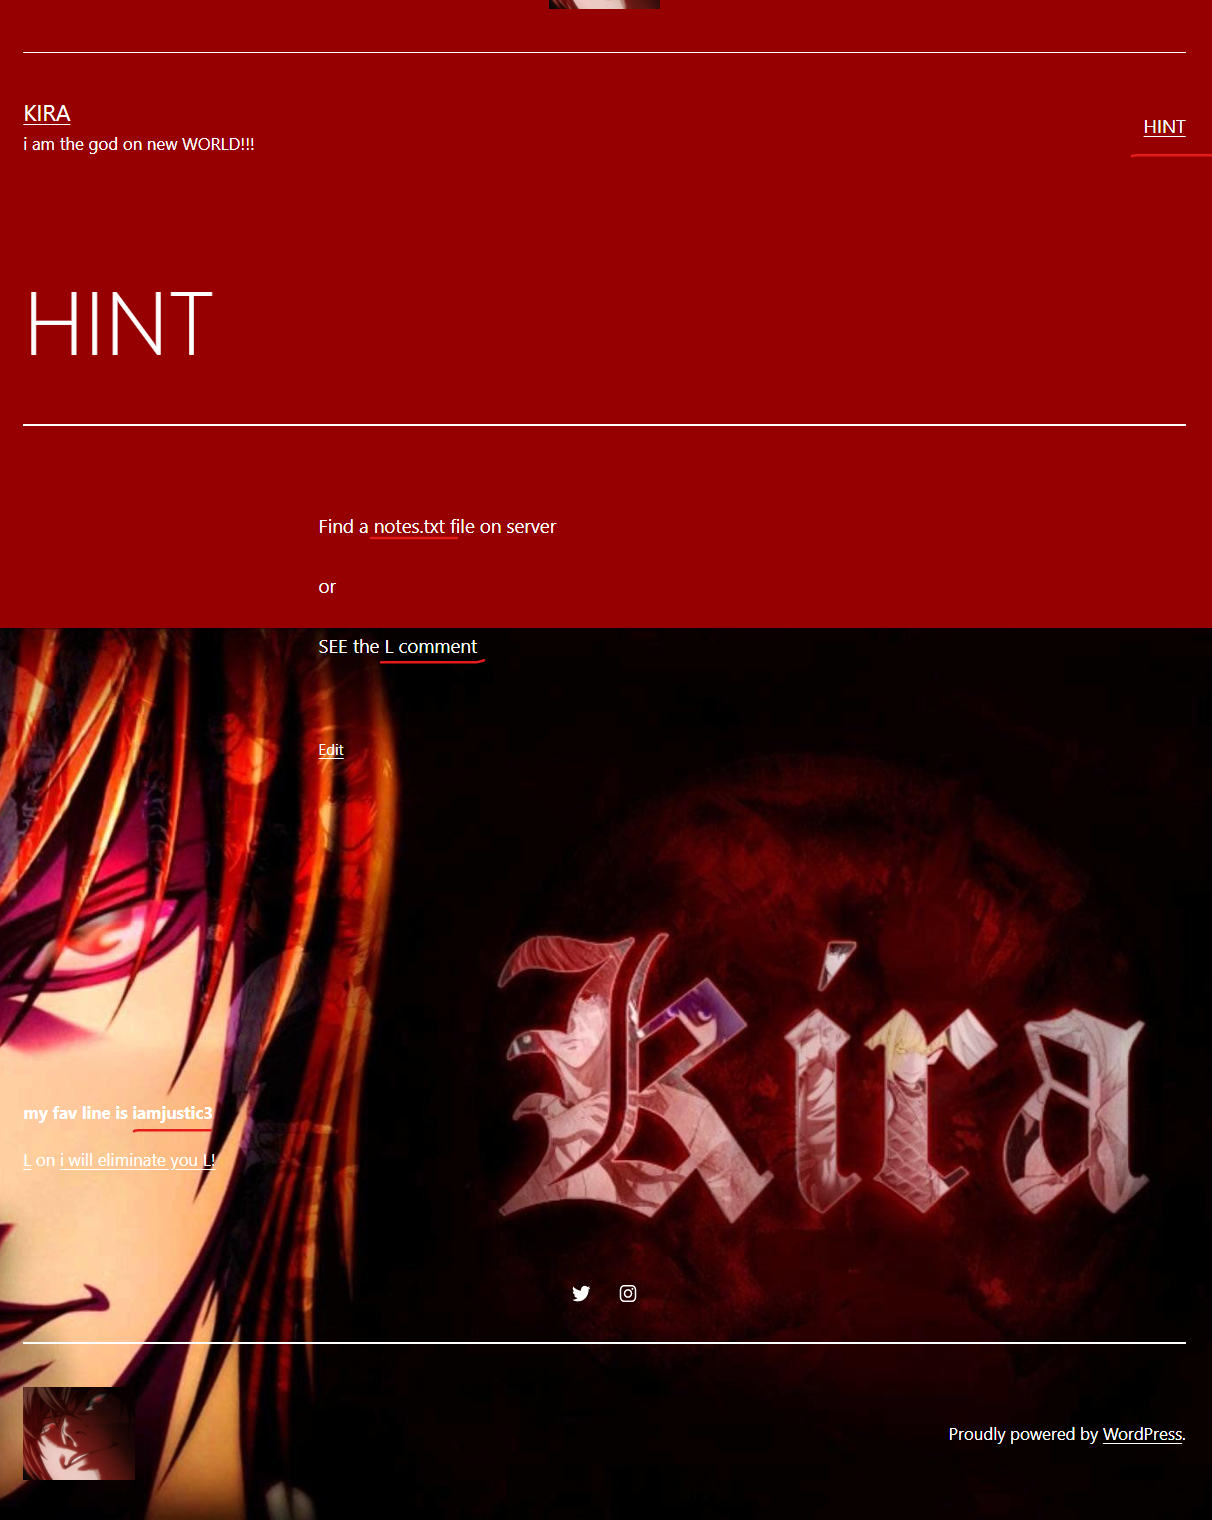 KIRA
i am the god on new WORLD!!!
HINT
HINT
Find a notes.txt file on server
or
SEE the L comment
Edit
Kira
my fav line is iamjustic3
L on i will eliminate you L!
Proudly powered by WordPress.